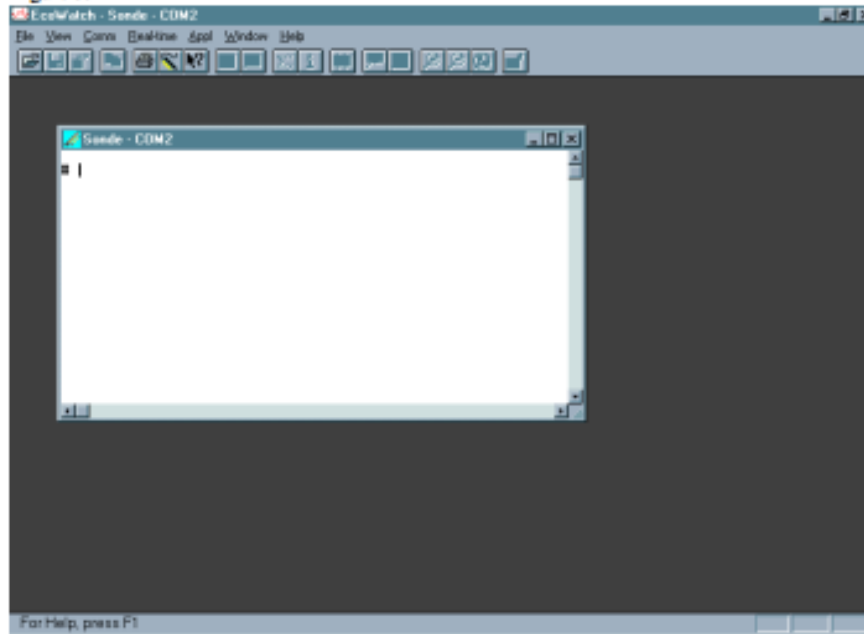 EcoWatch - Sonde - COM2
File View Comm Real-time Appl Window Help
Sonde - COM2
#
For Help, press F1